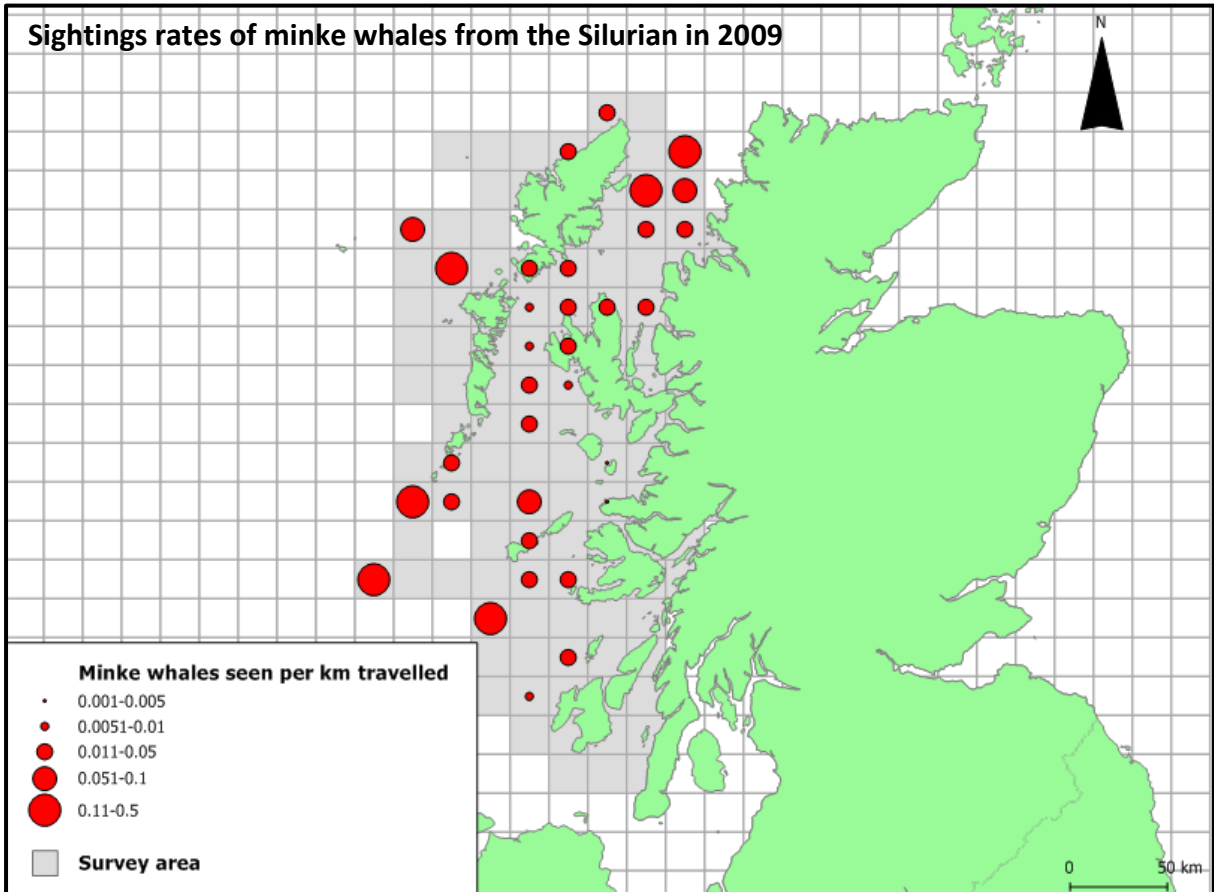 Sightings rates of minke whales from the Silurian in 2009
N
Minke whales seen per km travelled
0.001-0.005
0.0051-0.01
0.011-0.05
0.051-0.1
0.11-0.5
Survey area
0 50 km